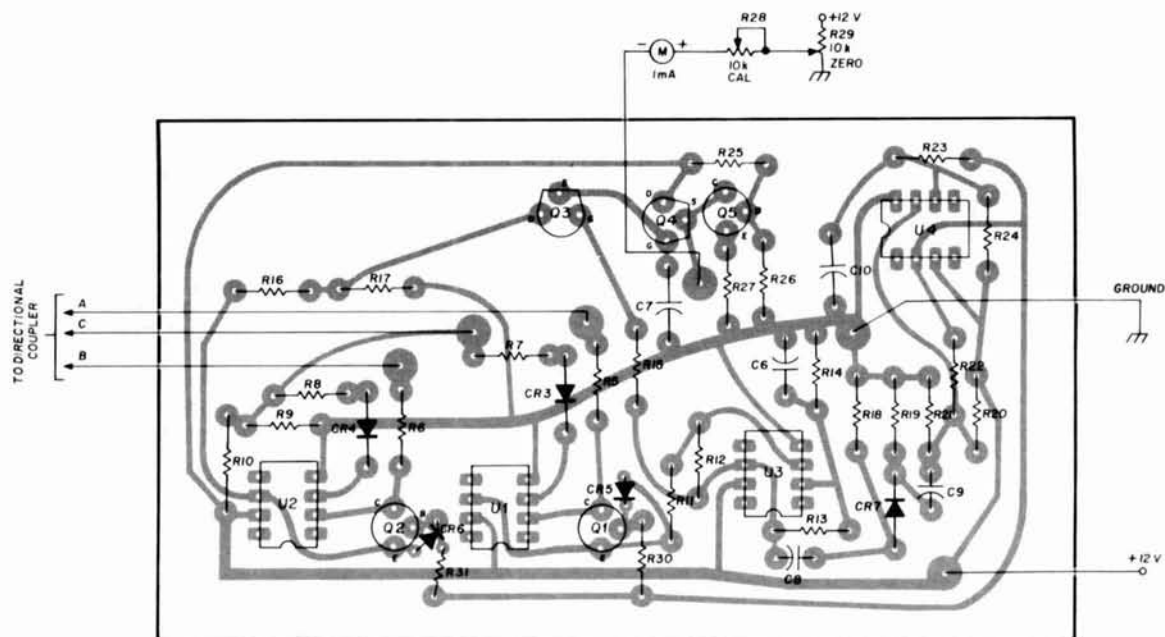 R28
+12 V
R29
10k
ZERO
-
M
+
1mA
10k
CAL
R25
R23
D
E
C
Q3
D
S
Q4
S
Q5
B
U4
G
E
R24
R16
R17
C7
R27
R26
C10
GROUND
TO DIRECTIONAL
COUPLER
A
C
B
R7
R15
C6
R14
R22
R8
CR3
R5
R9
CR4
R6
R18
R19
R21
R20
R10
R12
U3
U2
C
U1
CR5
R11
C9
CR7
Q2
B
CR6
C
Q1
R13
E
R31
R30
C8
+12 V